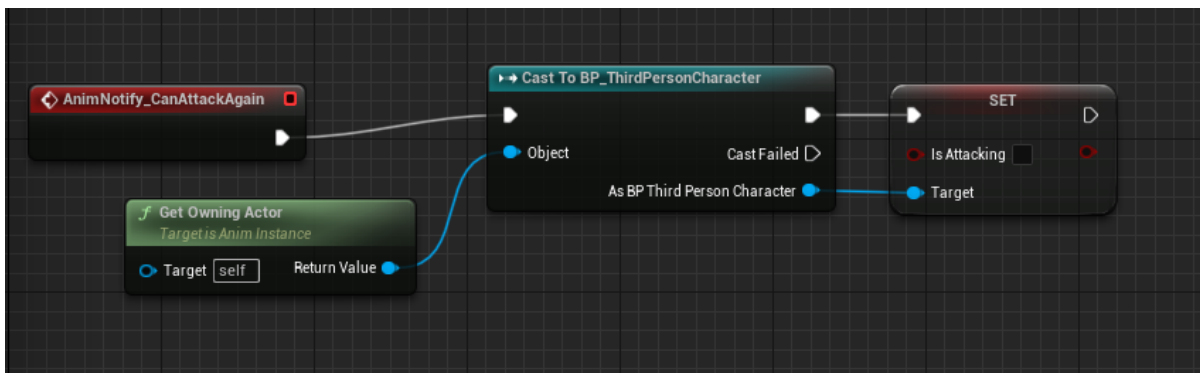 AnimNotify_CanAttackAgain
Cast To BP_ThirdPersonCharacter
Object
Cast Failed
As BP Third Person Character
SET
Is Attacking
Target
f Get Owning Actor
Target is Anim Instance
Target self
Return Value